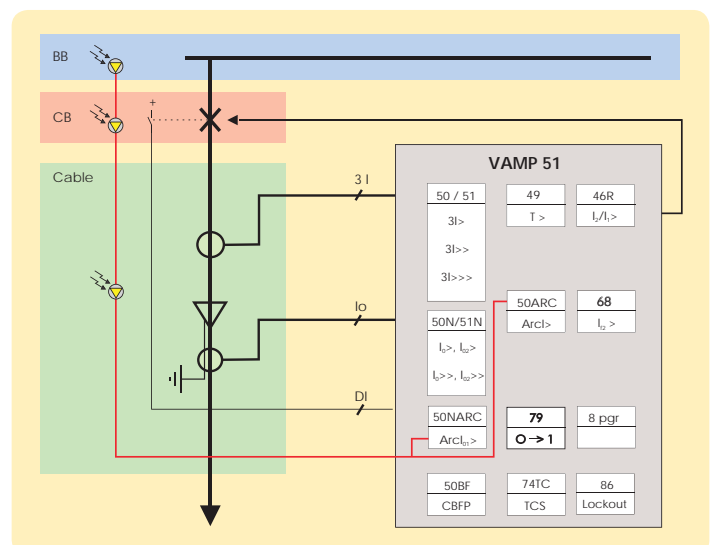 BB
CB
+
Cable
3 I
Io
DI
VAMP 51
50 / 51
3I>
3I>>
3I>>>
49
T >
46R
I₂/I₁>
50ARC
ArcI>
68
If2 >
50N/51N
I₀>, I₀₂>
I₀>>, I₀₂>>
50NARC
ArcI₀₁>
79
O → 1
8 pgr
50BF
CBFP
74TC
TCS
86
Lockout